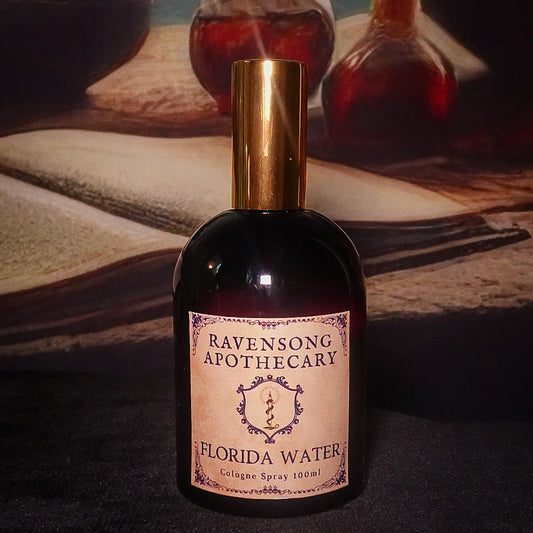 RAVENSONG
APOTHECARY
FLORIDA WATER
Cologne Spray 100ml